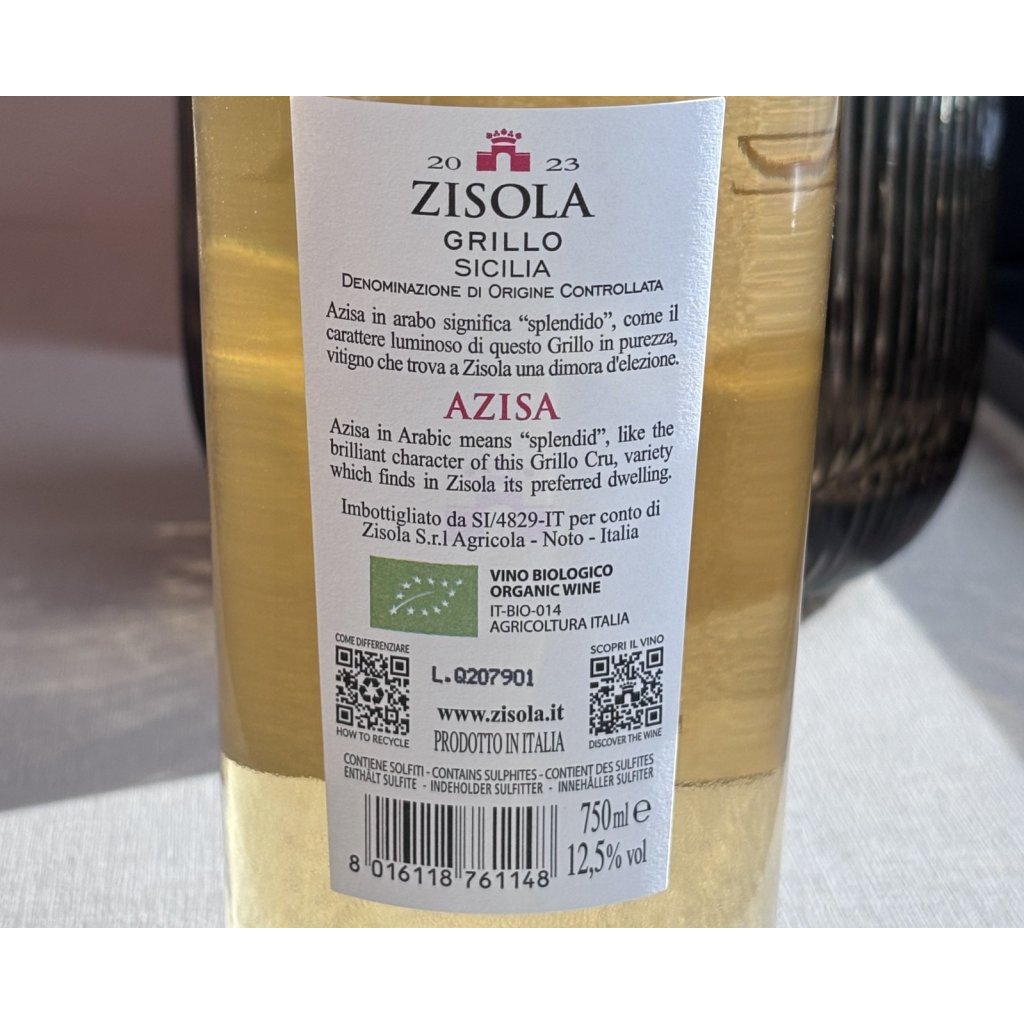 20 23
ZISOLA
GRILLO
SICILIA
DENOMINAZIONE DI ORIGINE CONTROLLATA
Azisa in arabo significa “splendido”, come il
carattere luminoso di questo Grillo in purezza,
vitigno che trova a Zisola una dimora d'elezione.
AZISA
Azisa in Arabic means “splendid”, like the
brilliant character of this Grillo Cru, variety
which finds in Zisola its preferred dwelling.
Imbottigliato da SI/4829-IT per conto di
Zisola S.r.l Agricola - Noto - Italia
VINO BIOLOGICO
ORGANIC WINE
IT-BIO-014
AGRICOLTURA ITALIA
COME DIFFERENZIARE
HOW TO RECYCLE
L.Q207901
www.zisola.it
PRODOTTO IN ITALIA
SCOPRI IL VINO
DISCOVER THE WINE
CONTIENE SOLFITI - CONTAINS SULPHITES - CONTIENT DES SULFITES
ENTHÄLT SULFITE - INDEHOLDER SULFITTER - INNEHÅLLER SULFITER
8 016118 761148
750 ml e
12,5% vol